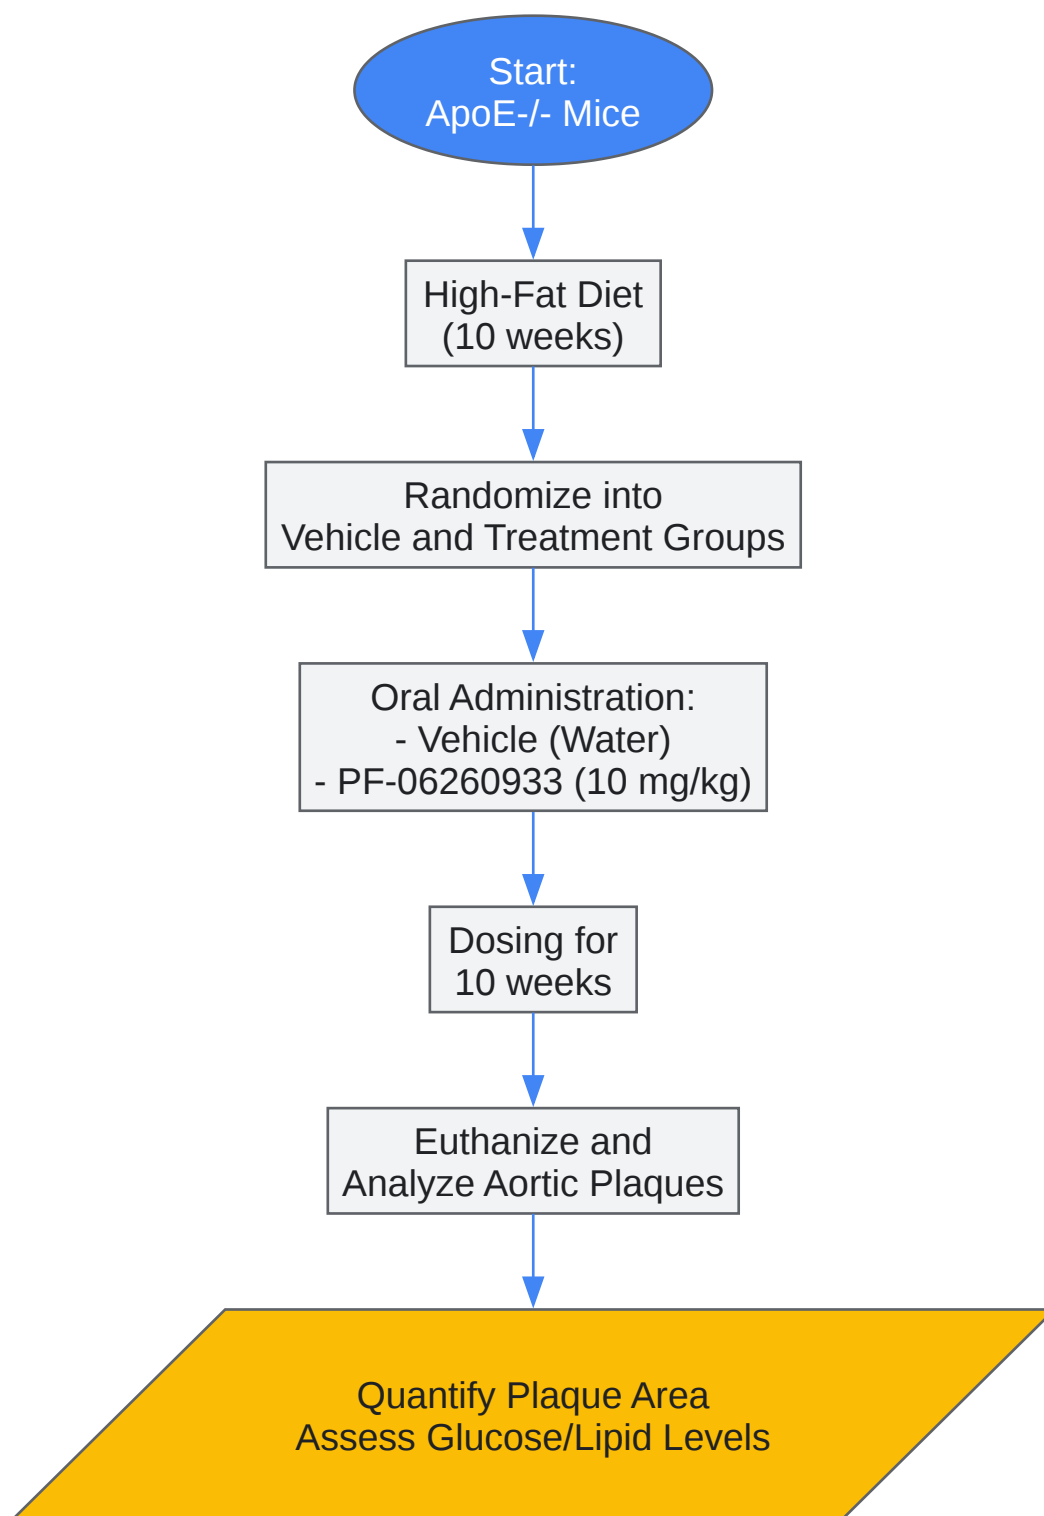 Start:
ApoE-/- Mice
High-Fat Diet
(10 weeks)
Randomize into
Vehicle and Treatment Groups
Oral Administration:
- Vehicle (Water)
- PF-06260933 (10 mg/kg)
Dosing for
10 weeks
Euthanize and
Analyze Aortic Plaques
Quantify Plaque Area
Assess Glucose/Lipid Levels